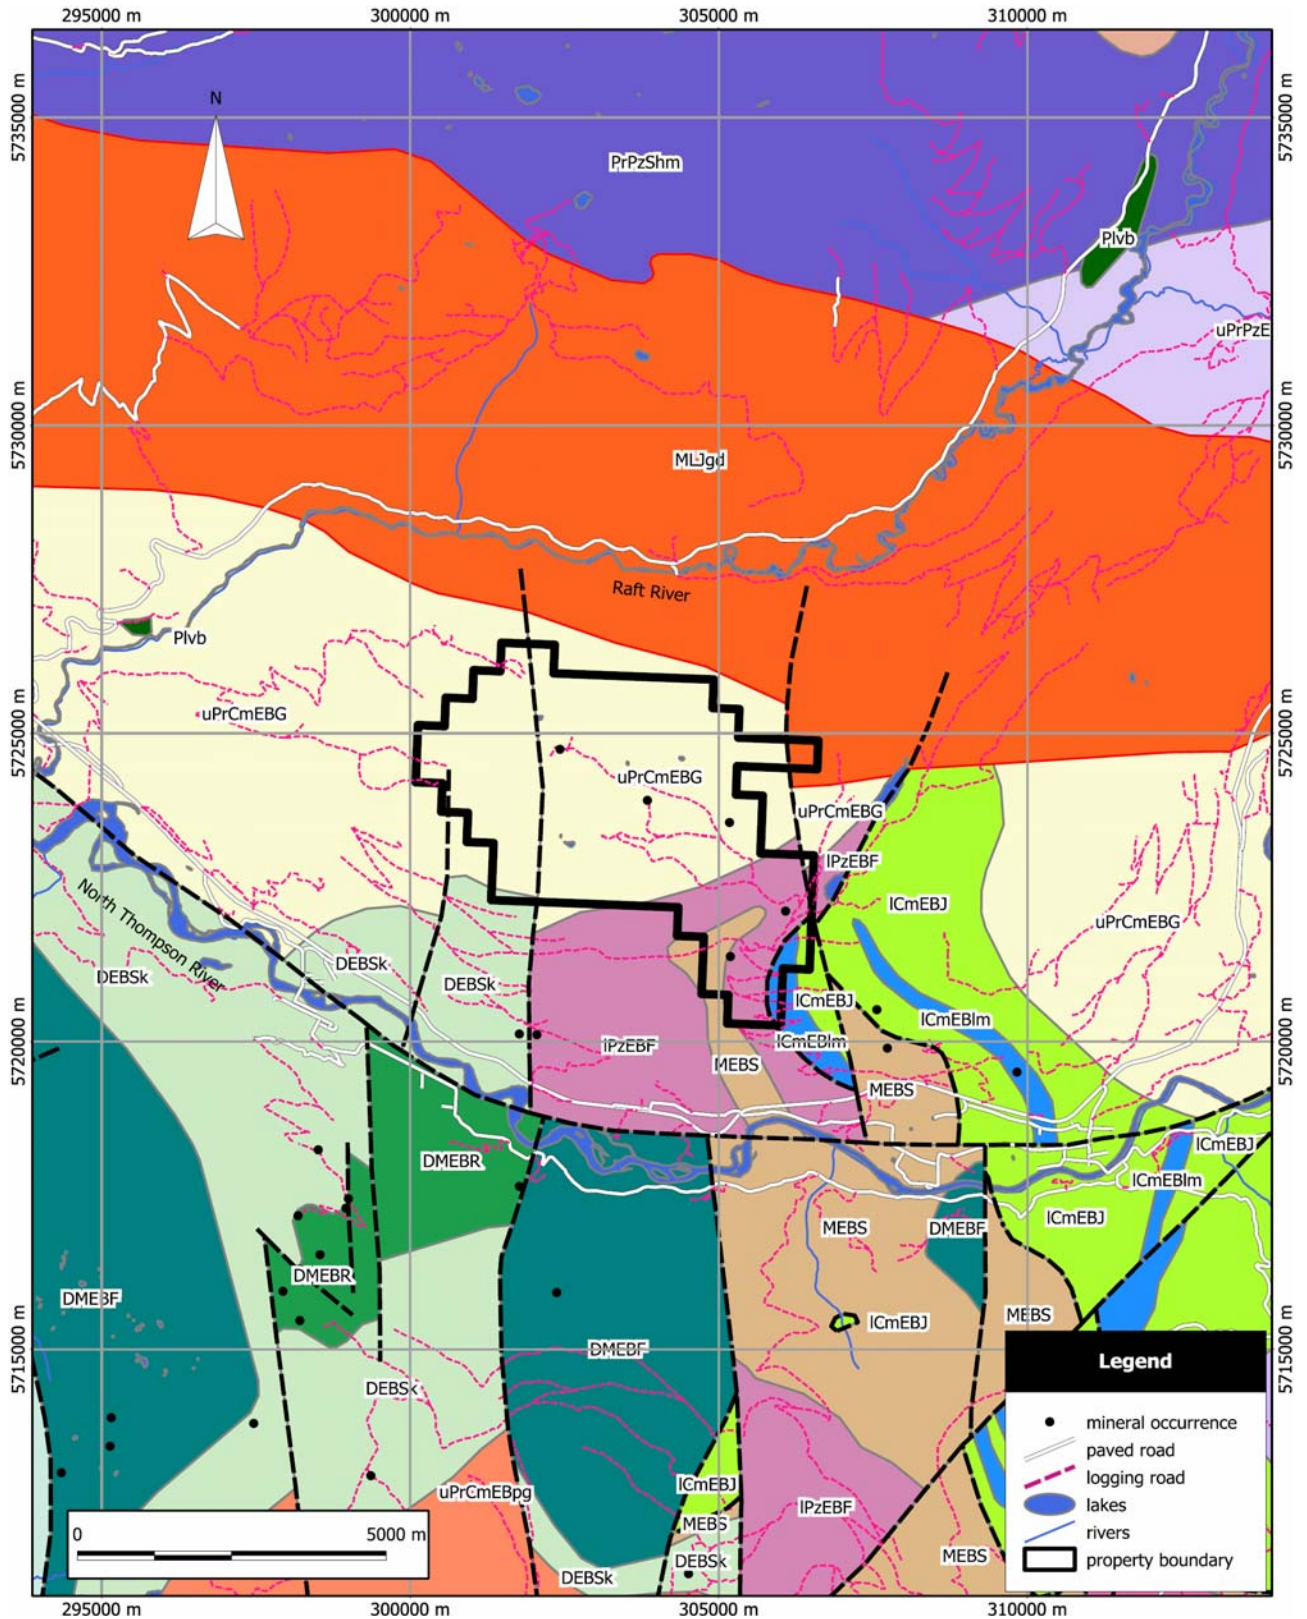 295000 m
300000 m
305000 m
310000 m
5735000 m
5735000 m
N
PrPzShm
Plvb
uPrPzE
5730000 m
5730000 m
MLJgd
Raft River
Plvb
uPrCmEBG
5725000 m
5725000 m
uPrCmEBG
uPrCmEBG
lPzEBF
lCmEBJ
uPrCmEBG
North Thompson River
DEBSk
DEBSk
DEBSk
lCmEBJ
lCmEBlm
5720000 m
5720000 m
lPzEBF
lCmEBlm
MEBS
MEBS
DMEBR
lCmEBJ
lCmEBlm
lCmEBJ
MEBS
DMEBF
DMEBR
DMEBF
lCmEBJ
MEBS
5715000 m
5715000 m
DMEBF
DEBSk
uPrCmEBpg
lCmEBJ
lPzEBF
MEBS
DEBSk
MEBS
DEBSk
Legend
mineral occurrence
paved road
logging road
lakes
rivers
property boundary
0
5000 m
295000 m
300000 m
305000 m
310000 m